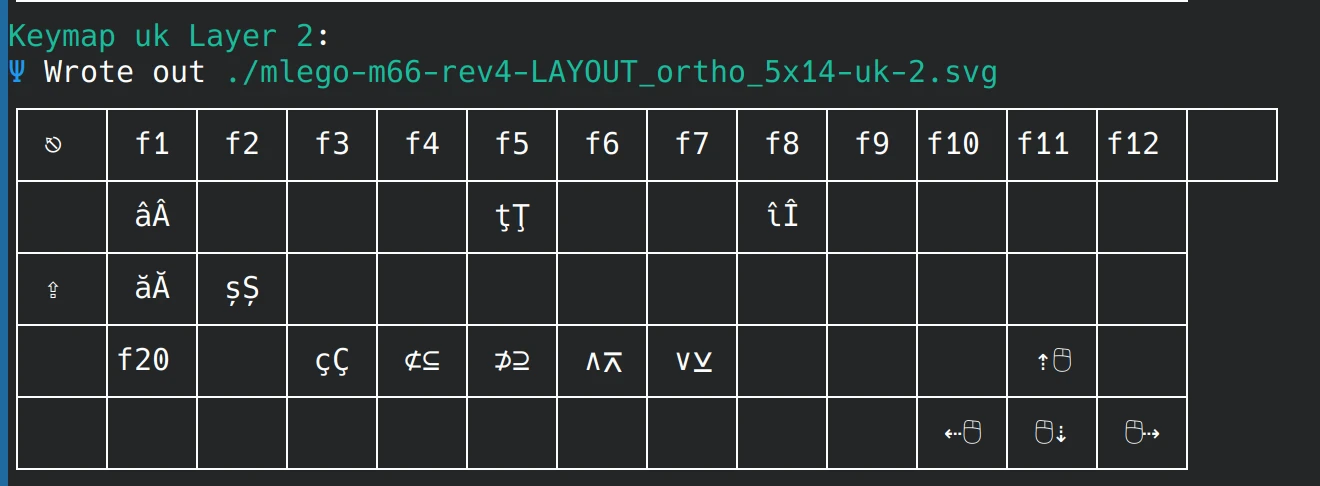 Keymap uk Layer 2:
Ψ Wrote out ./mlego-m66-rev4-LAYOUT_ortho_5x14-uk-2.svg
⎋ f1 f2 f3 f4 f5 f6 f7 f8 f9 f10 f11 f12
âÂ ţŢ îÎ
⇪ ăĂ șȘ
f20 çÇ ⊄⊆ ⊅⊇ ∧⊼ ∨⊻ ⇡🖱
⇠🖱 🖱⇣ 🖱⇢